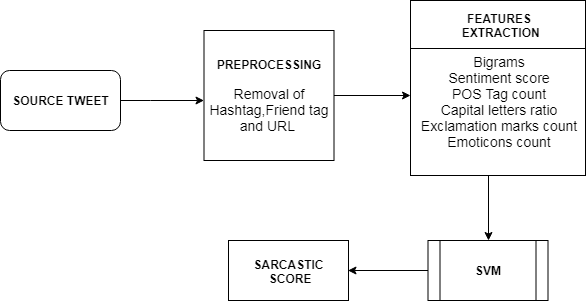 SOURCE TWEET
PREPROCESSING
Removal of
Hashtag,Friend tag
and URL
FEATURES
EXTRACTION
Bigrams
Sentiment score
POS Tag count
Capital letters ratio
Exclamation marks count
Emoticons count
SVM
SARCASTIC
SCORE